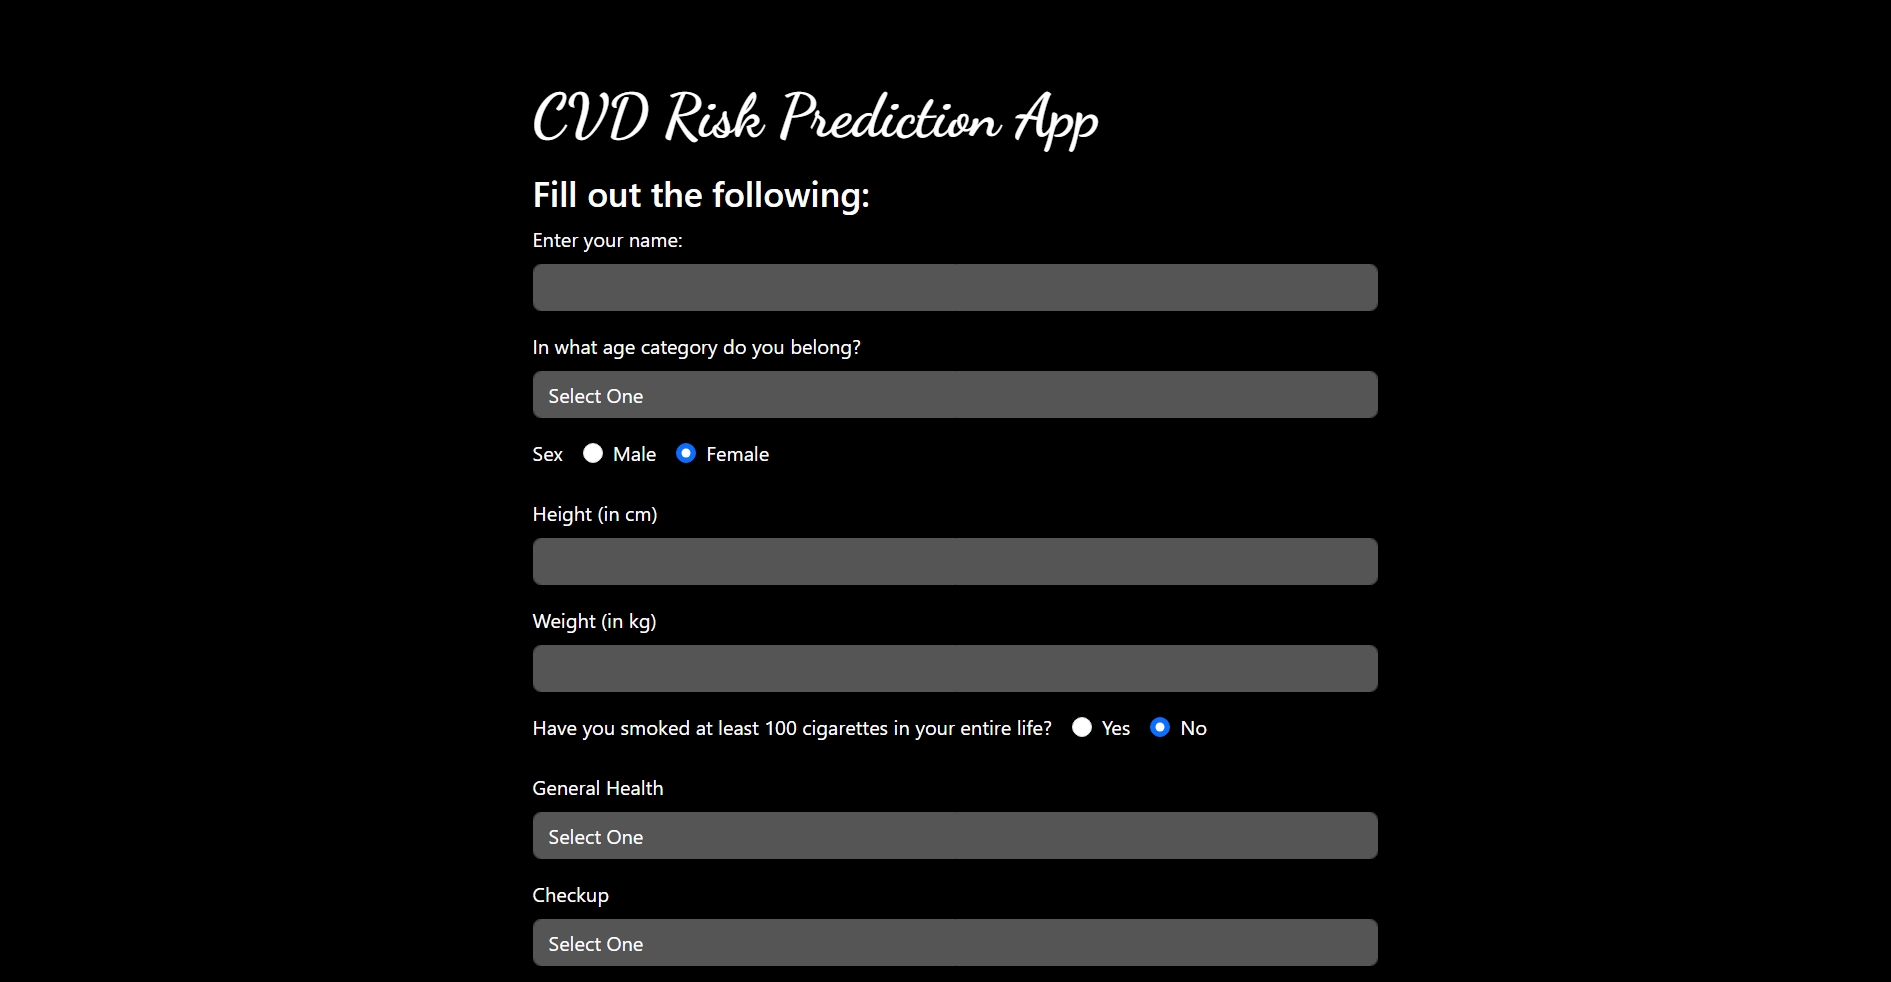 CVD Risk Prediction App
Fill out the following:
Enter your name:
In what age category do you belong?
Select One
Sex Male Female
Height (in cm)
Weight (in kg)
Have you smoked at least 100 cigarettes in your entire life? Yes No
General Health
Select One
Checkup
Select One